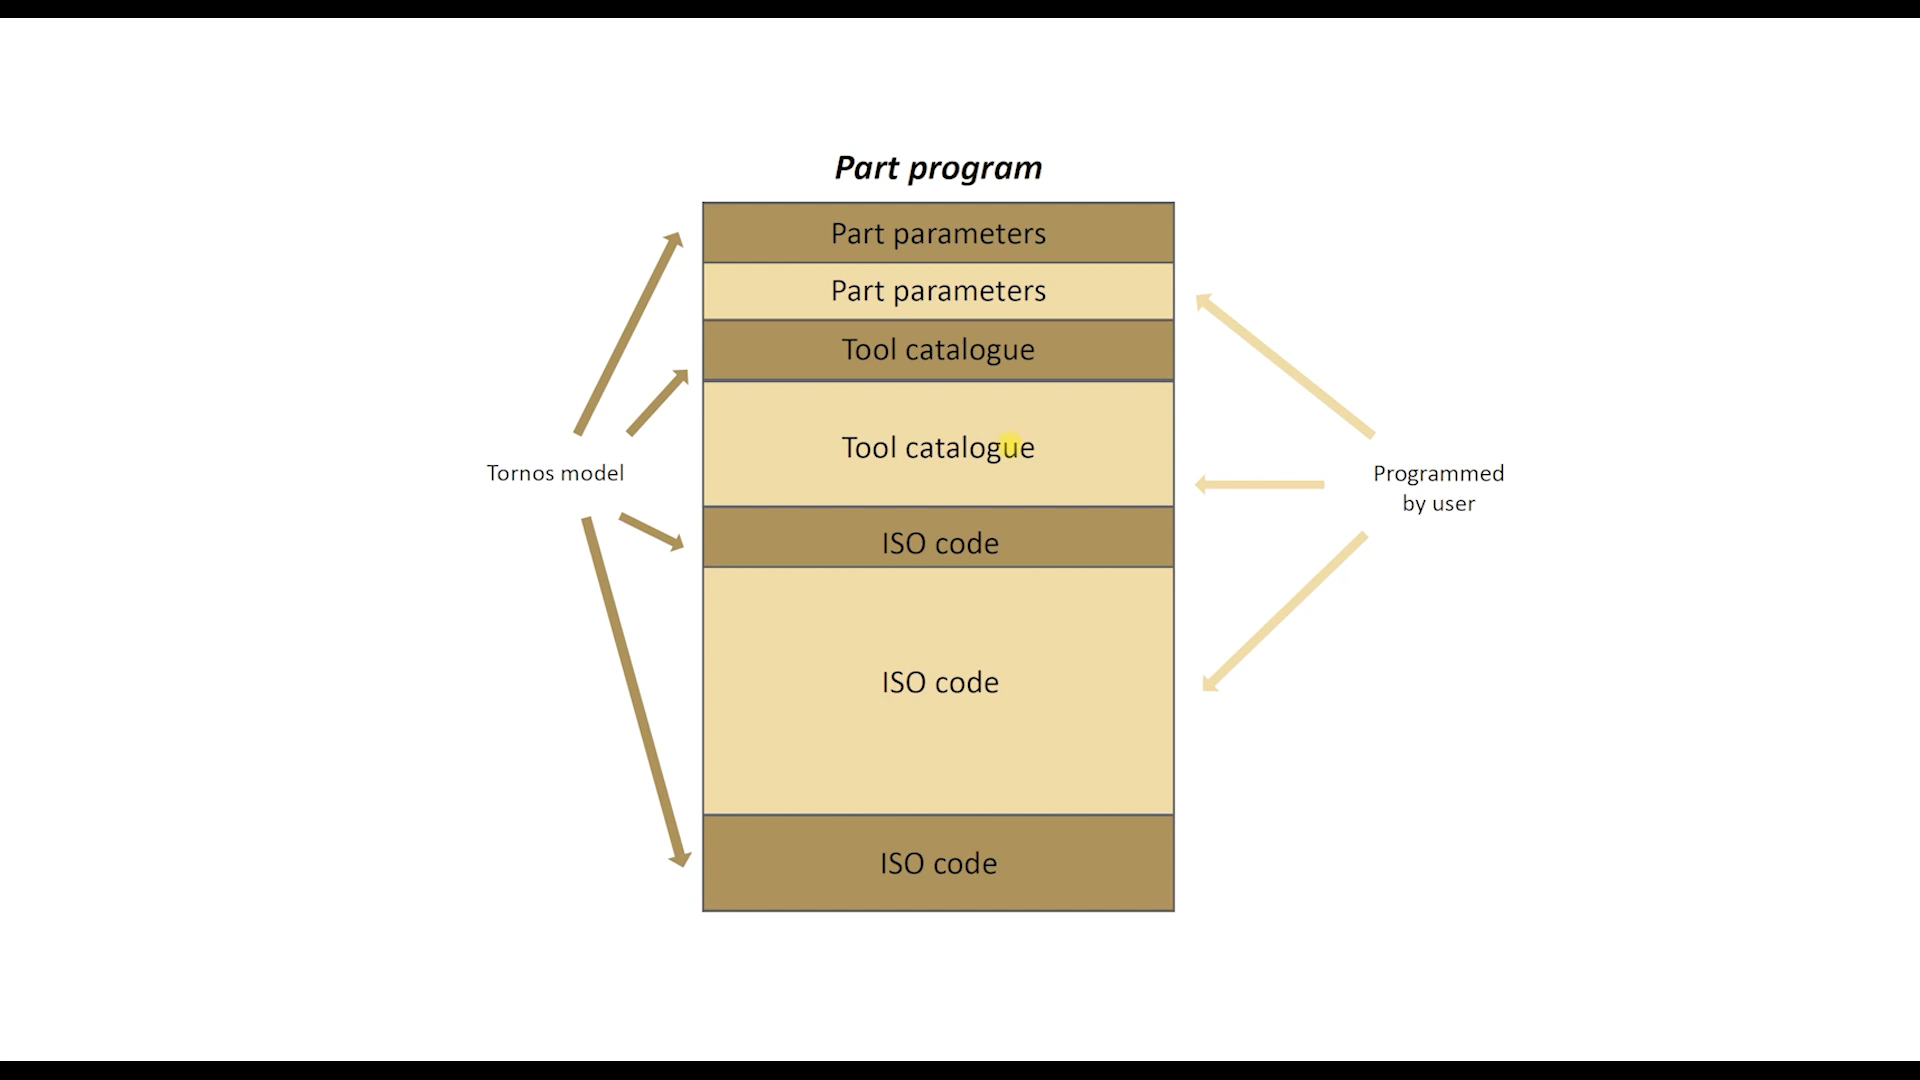 Part program
Part parameters
Part parameters
Tool catalogue
Tool catalogue
Tornos model
Programmed
by user
ISO code
ISO code
ISO code